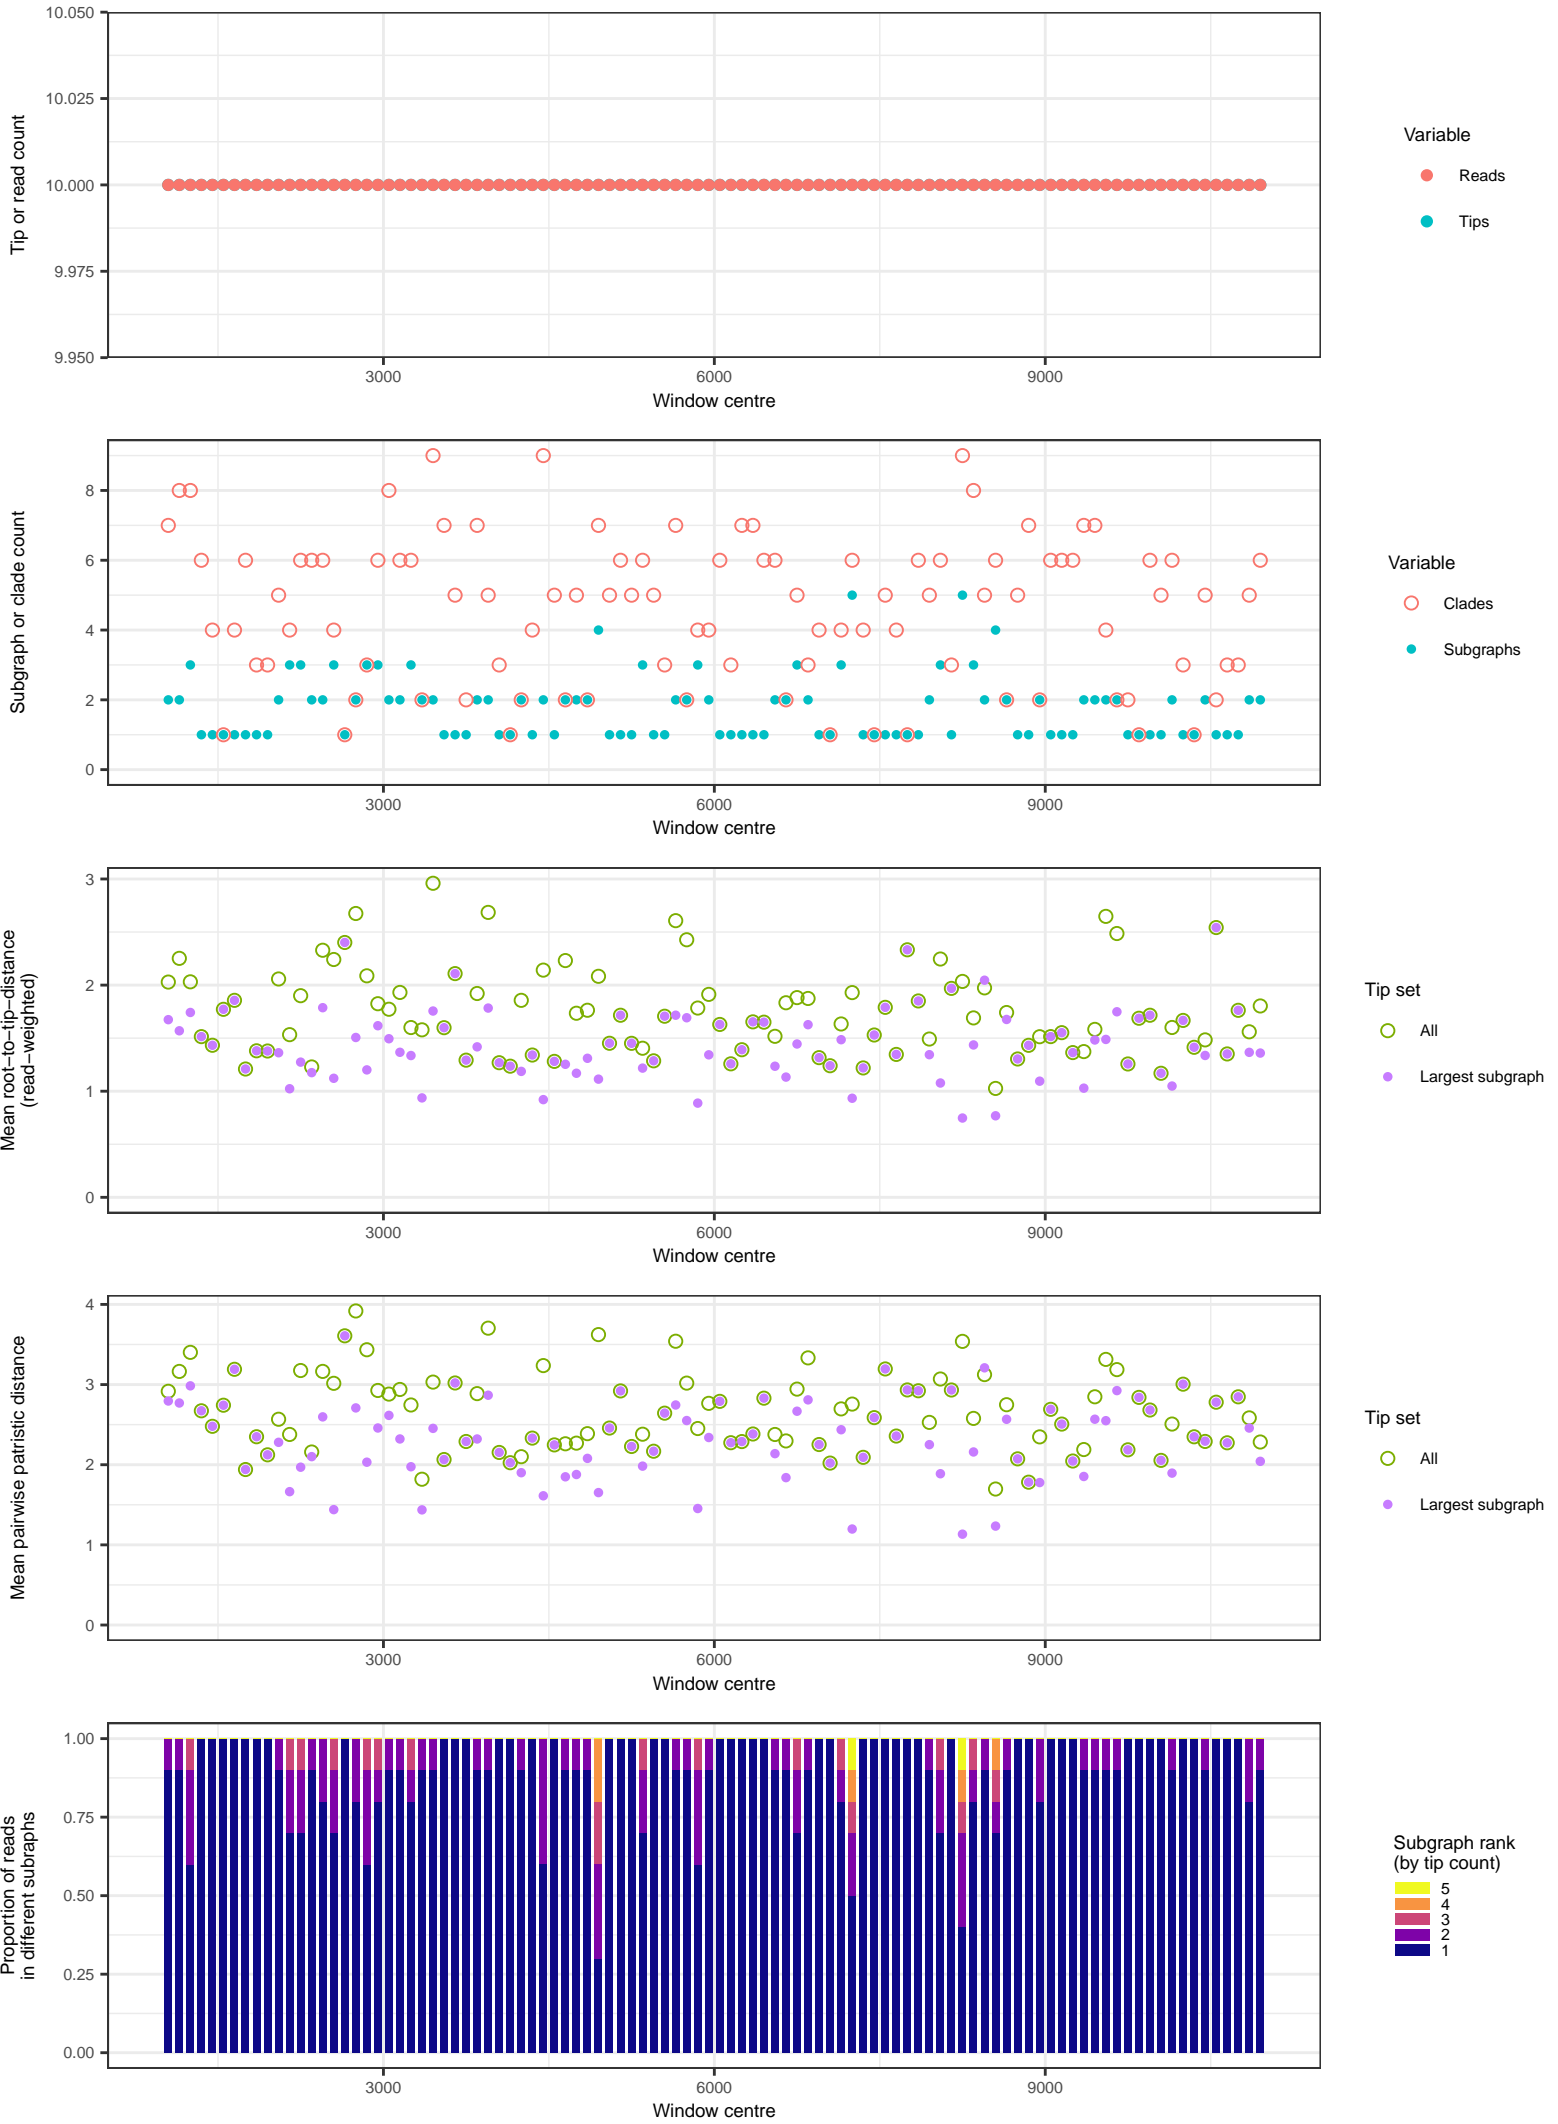 10.050
10.025
10.000
9.975
9.950
Tip or read count
3000 6000 9000
Window centre
Variable
Reads
Tips
8
6
4
2
0
Subgraph or clade count
3000 6000 9000
Window centre
Variable
Clades
Subgraphs
3
2
1
0
Mean root−to−tip−distance
(read−weighted)
3000 6000 9000
Window centre
Tip set
All
Largest subgraph
4
3
2
1
0
Mean pairwise patristic distance
3000 6000 9000
Window centre
Tip set
All
Largest subgraph
1.00
0.75
0.50
0.25
0.00
Proportion of reads
in different subraphs
3000 6000 9000
Window centre
Subgraph rank
(by tip count)
5
4
3
2
1